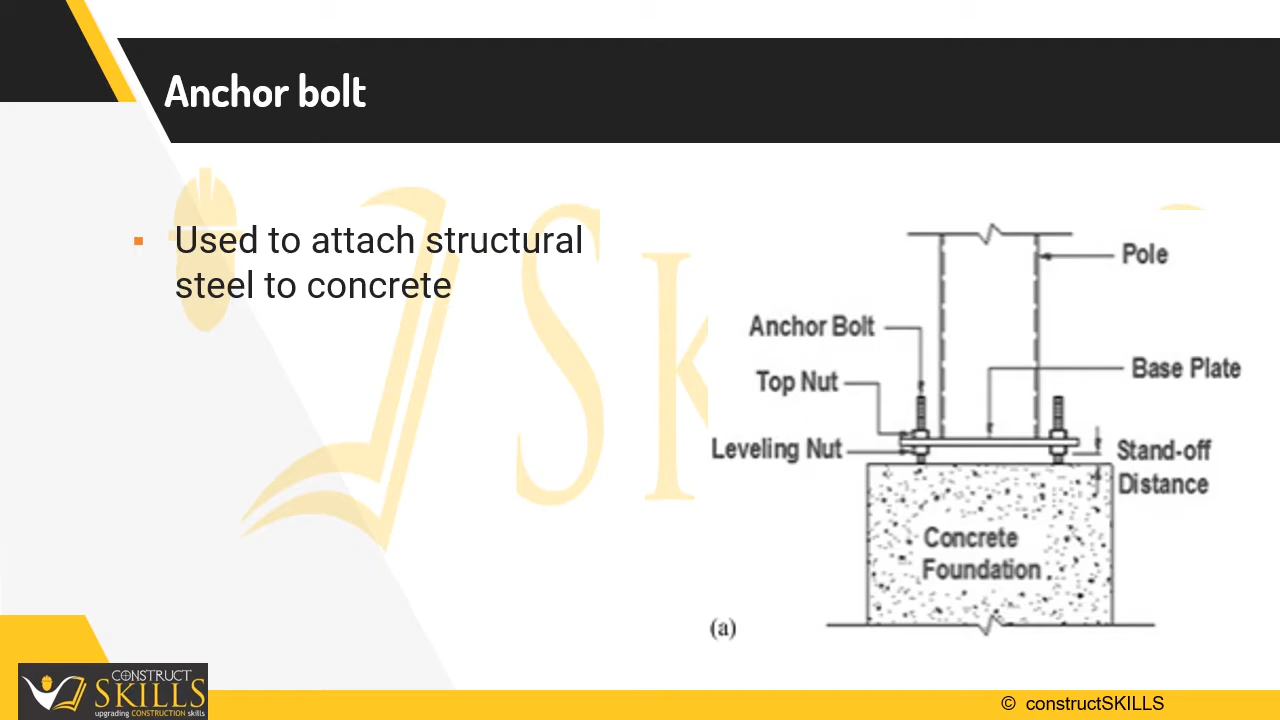 Anchor bolt
▪ Used to attach structural
steel to concrete
SK
Pole
Anchor Bolt
Base Plate
Top Nut
Leveling Nut
Stand-off
Distance
Concrete
Foundation
(a)
CONSTRUCT
SKILLS
upgrading CONSTRUCTION skills
© constructSKILLS